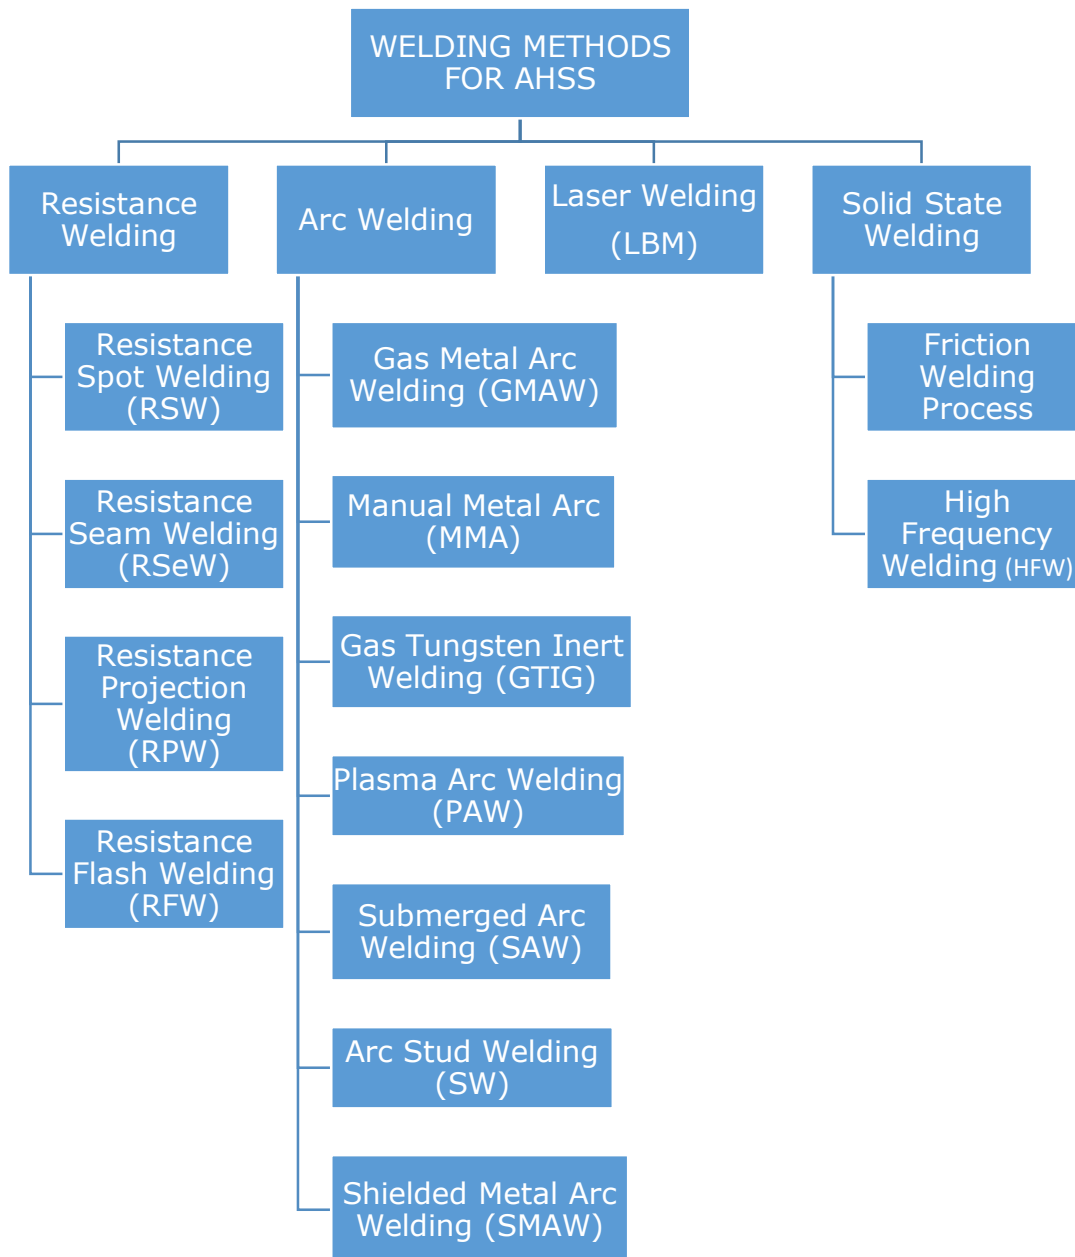 WELDING METHODS
FOR AHSS
Resistance
Welding
Arc Welding
Laser Welding
(LBM)
Solid State
Welding
Resistance
Spot Welding
(RSW)
Resistance
Seam Welding
(RSeW)
Resistance
Projection
Welding
(RPW)
Resistance
Flash Welding
(RFW)
Gas Metal Arc
Welding (GMAW)
Manual Metal Arc
(MMA)
Gas Tungsten Inert
Welding (GTIG)
Plasma Arc Welding
(PAW)
Submerged Arc
Welding (SAW)
Arc Stud Welding
(SW)
Shielded Metal Arc
Welding (SMAW)
Friction
Welding
Process
High
Frequency
Welding (HFW)